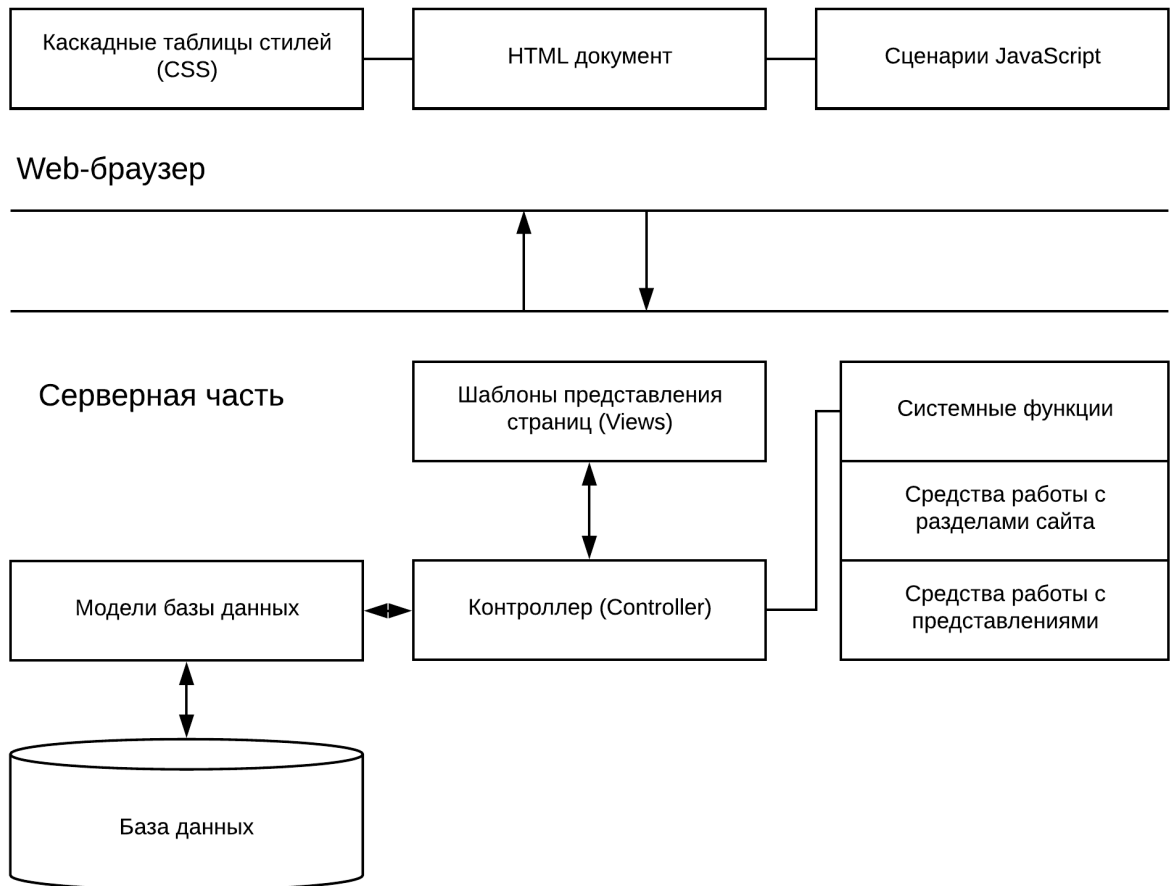 Каскадные таблицы стилей
(CSS)
HTML документ
Сценарии JavaScript
Web-браузер
Серверная часть
Шаблоны представления
страниц (Views)
Системные функции
Средства работы с
разделами сайта
Модели базы данных
Контроллер (Controller)
Средства работы с
представлениями
База данных